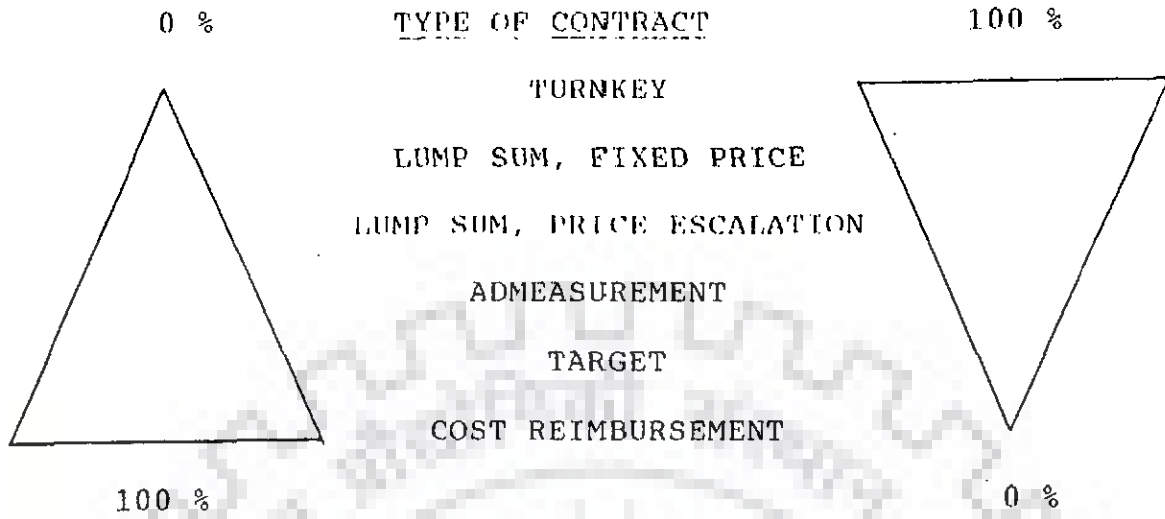 0 % TYPE OF CONTRACT 100 %
TURNKEY
LUMP SUM, FIXED PRICE
LUMP SUM, PRICE ESCALATION
ADMEASUREMENT
TARGET
COST REIMBURSEMENT
100 % 0 %